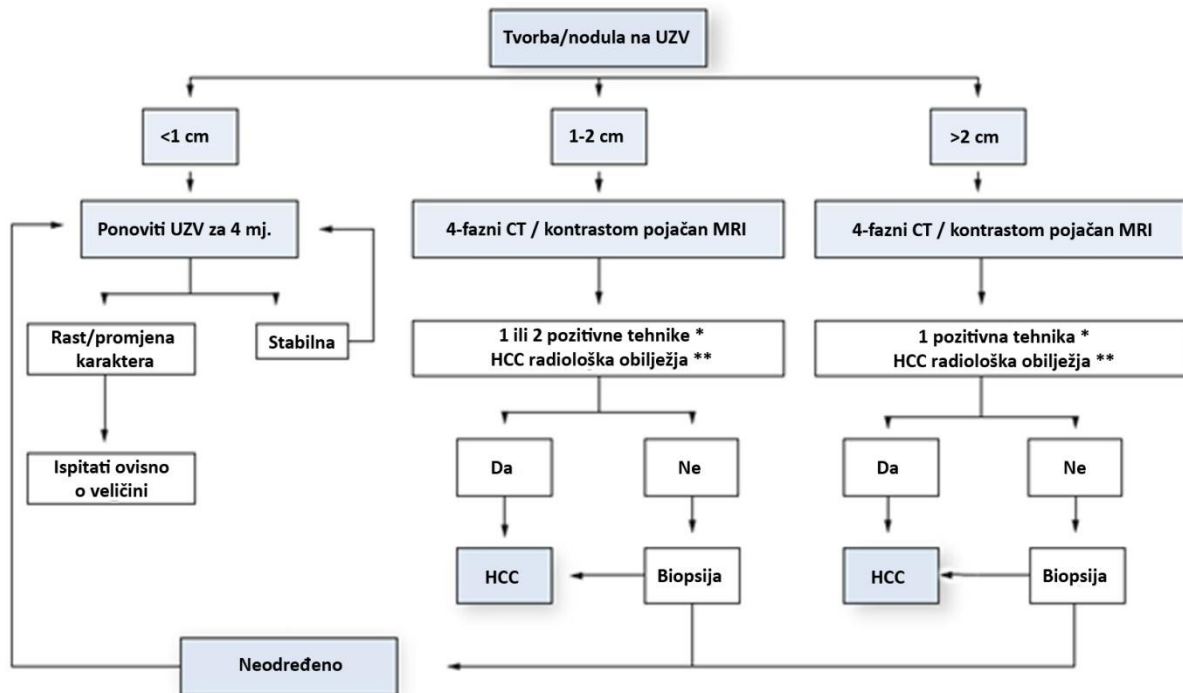 Tvorba/nodula na UZV
<1 cm
1-2 cm
>2 cm
Ponoviti UZV za 4 mj.
4-fazni CT / kontrastom pojačan MRI
4-fazni CT / kontrastom pojačan MRI
Rast/promjena
karaktera
Stabilna
1 ili 2 pozitivne tehnike *
HCC radiološka obilježja **
1 pozitivna tehnika *
HCC radiološka obilježja **
Ispitati ovisno
o veličini
Da
Ne
Da
Ne
HCC
Biopsija
HCC
Biopsija
Neodređeno